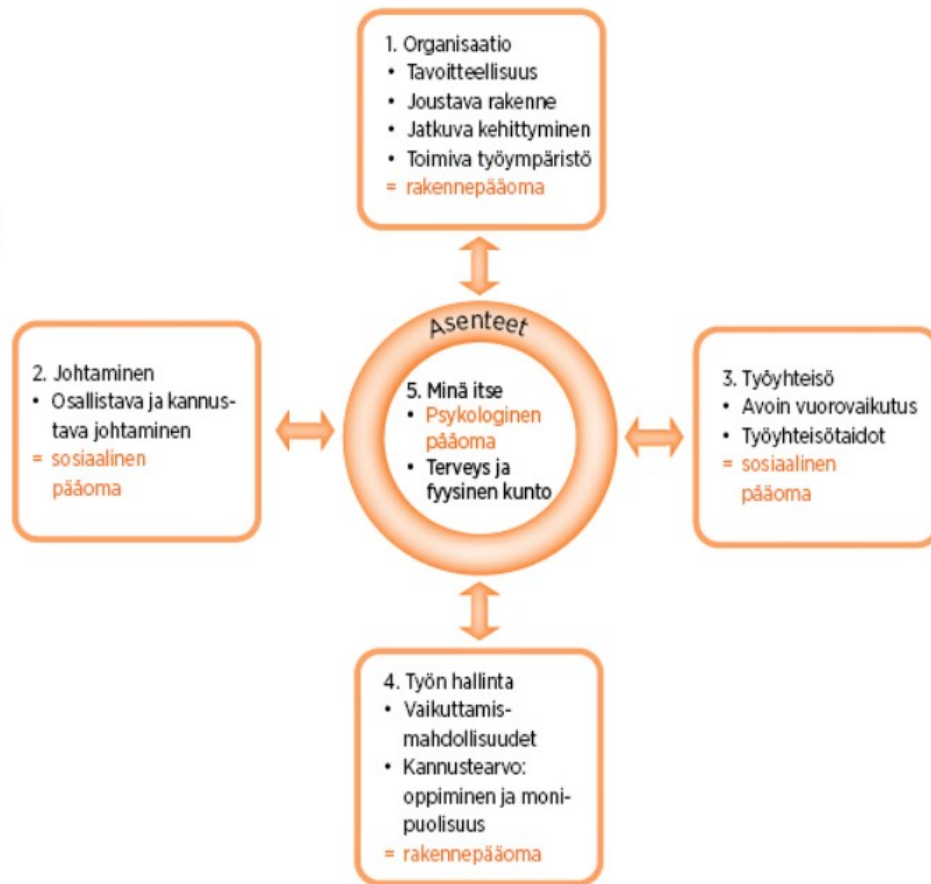 1. Organisaatio
• Tavoitteellisuus
• Joustava rakenne
• Jatkuva kehittyminen
• Toimiva työympäristö
= rakennepääoma
Asenteet
2. Johtaminen
• Osallistava ja kannus-
tava johtaminen
= sosiaalinen
pääoma
5. Minä itse
• Psykologinen
pääoma
• Terveys ja
fyysinen kunto
3. Työyhteisö
• Avoin vuorovaikutus
• Työyhteisötaidot
= sosiaalinen
pääoma
4. Työn hallinta
• Vaikuttamis-
mahdollisuudet
• Kannustearvo:
oppiminen ja moni-
puolisuus
= rakennepääoma